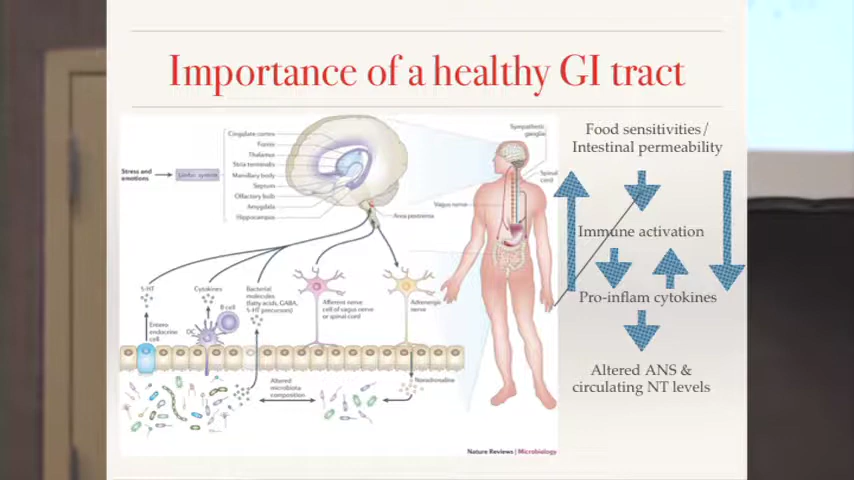 Importance of a healthy GI tract
Cingulate cortex
Fornix
Thalamus
Stria terminalis
Mamillary body
Septum
Olfactory bulb
Amygdala
Hippocampus
Stress and
emotions
Limbic system
Area postrema
Sympathetic
ganglia
Spinal
cord
Vagus nerve
5-HT
Cytokines
Bacterial
molecules
(fatty acids, GABA,
5-HT precursors)
Afferent nerve
cell of vagus nerve
or spinal cord
Adrenergic
nerve
Entero
endocrine
cell
DC
B cell
Altered
microbiota
composition
Noradrenaline
Nature Reviews | Microbiology
Food sensitivities/
Intestinal permeability
Immune activation
Pro-inflam cytokines
Altered ANS &
circulating NT levels